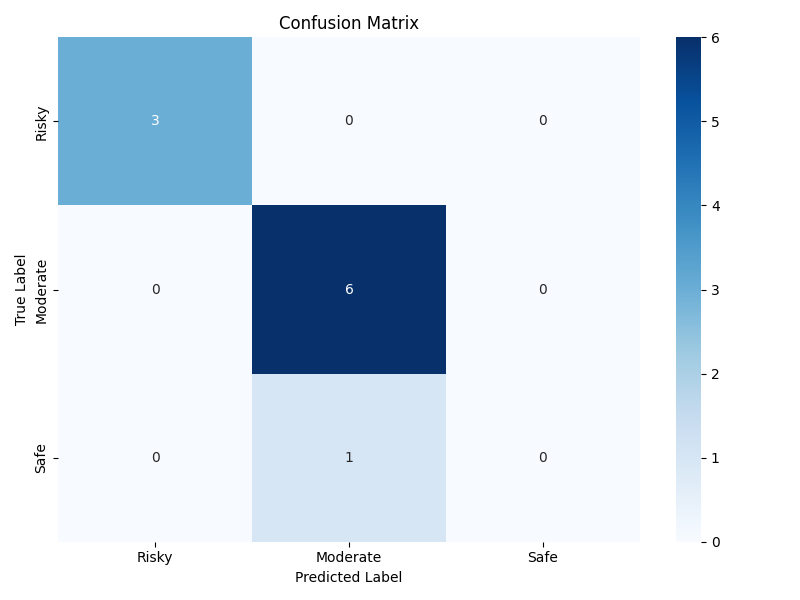 Confusion Matrix
True Label
Risky
Moderate
Safe
3 0 0
0 6 0
0 1 0
Risky Moderate Safe
Predicted Label
6
5
4
3
2
1
0